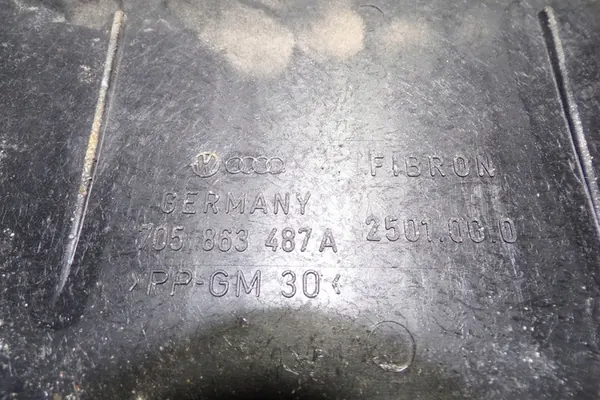 FIBRON
GERMANY
705 863 487 A
2501.00.0
>PP-GM 30<